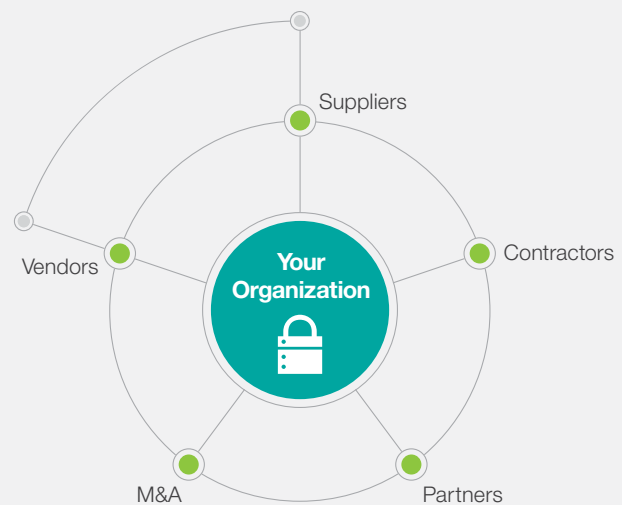 Suppliers
Your
Organization
Contractors
Vendors
M&A
Partners